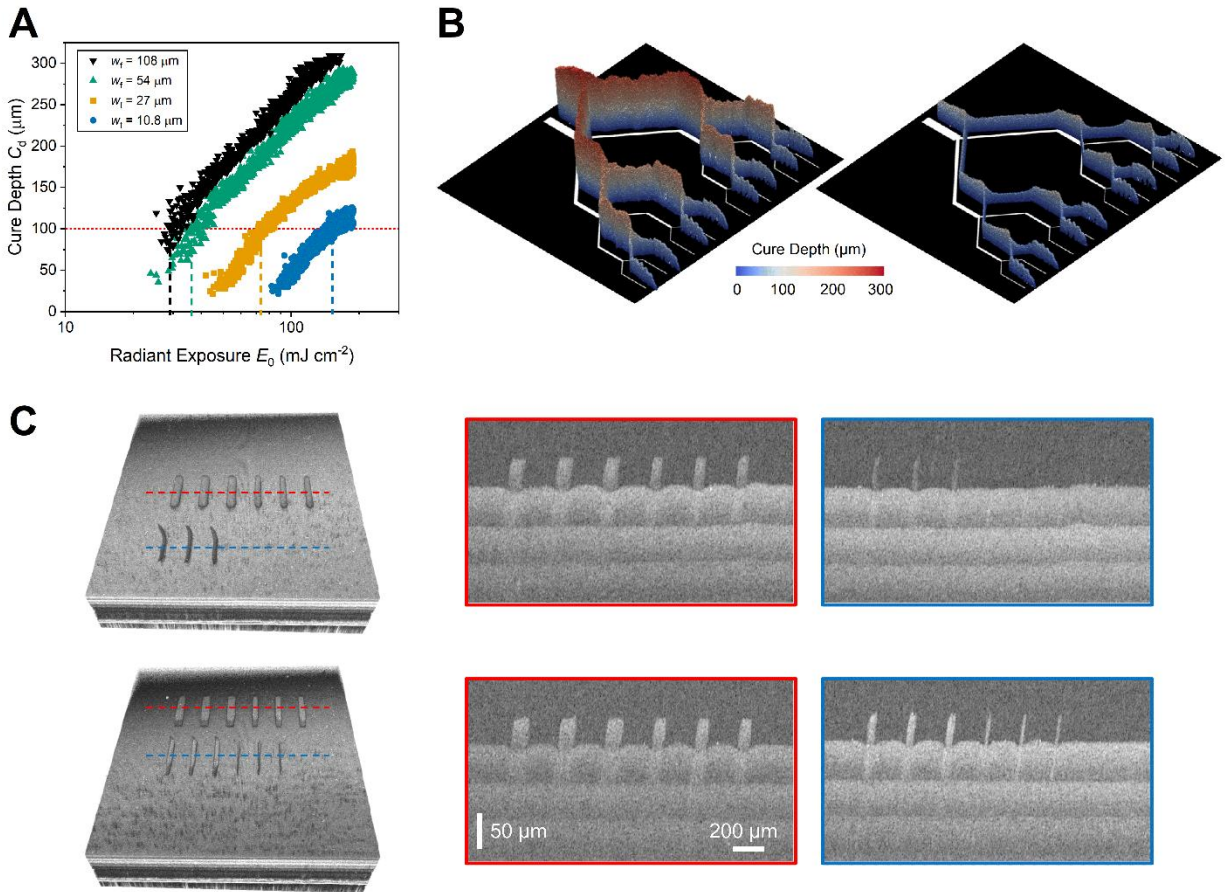 A
B
w_f = 108 μm
w_f = 54 μm
w_f = 27 μm
w_f = 10.8 μm
300
250
200
150
100
50
0
Cure Depth C_d (μm)
10
100
Radiant Exposure E_0 (mJ cm⁻²)
Cure Depth (μm)
0 100 200 300
C
50 μm
200 μm